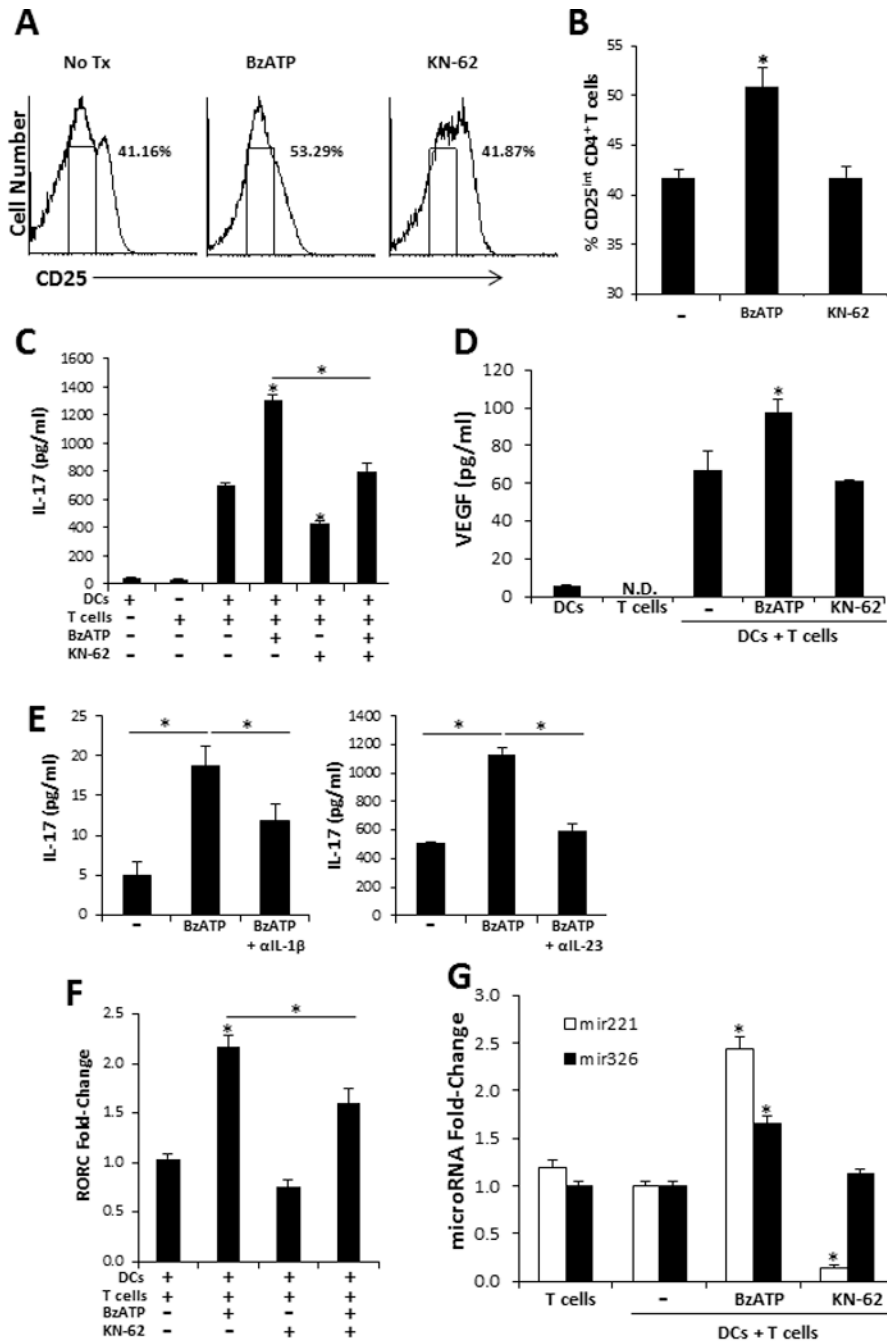 A
No Tx BzATP KN-62
Cell Number
41.16% 53.29% 41.87%
CD25
B
% CD25int CD4+T cells
55
50
45
40
35
30
- BzATP KN-62
*
C
IL-17 (pg/ml)
1600
1400
1200
1000
800
600
400
200
0
* * *
DCs + - + + + +
T cells - + + + + +
BzATP - - - + - +
KN-62 - - - - + +
D
VEGF (pg/ml)
120
100
80
60
40
20
0
*
N.D.
DCs T cells - BzATP KN-62
DCs + T cells
E
IL-17 (pg/ml)
25
20
15
10
5
0
* *
- BzATP BzATP
+ αIL-1β
IL-17 (pg/ml)
1400
1200
1000
800
600
400
200
0
* *
- BzATP BzATP
+ αIL-23
F
RORC Fold-Change
2.5
2.0
1.5
1.0
0.5
0.0
* *
DCs + + + +
T cells + + + +
BzATP - + - +
KN-62 - - + +
G
microRNA Fold-Change
3.0
2.5
2.0
1.5
1.0
0.5
0.0
mir221
mir326
* * *
T cells - BzATP KN-62
DCs + T cells